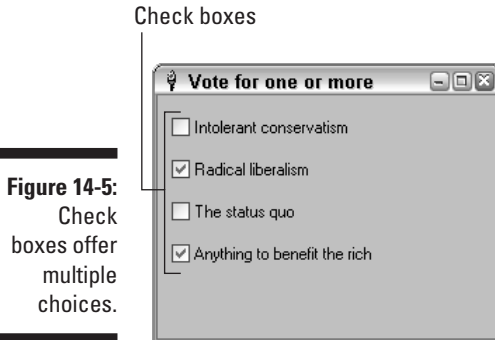 Check boxes
Vote for one or more
Intolerant conservatism
Radical liberalism
The status quo
Anything to benefit the rich
Figure 14-5:
Check
boxes offer
multiple
choices.